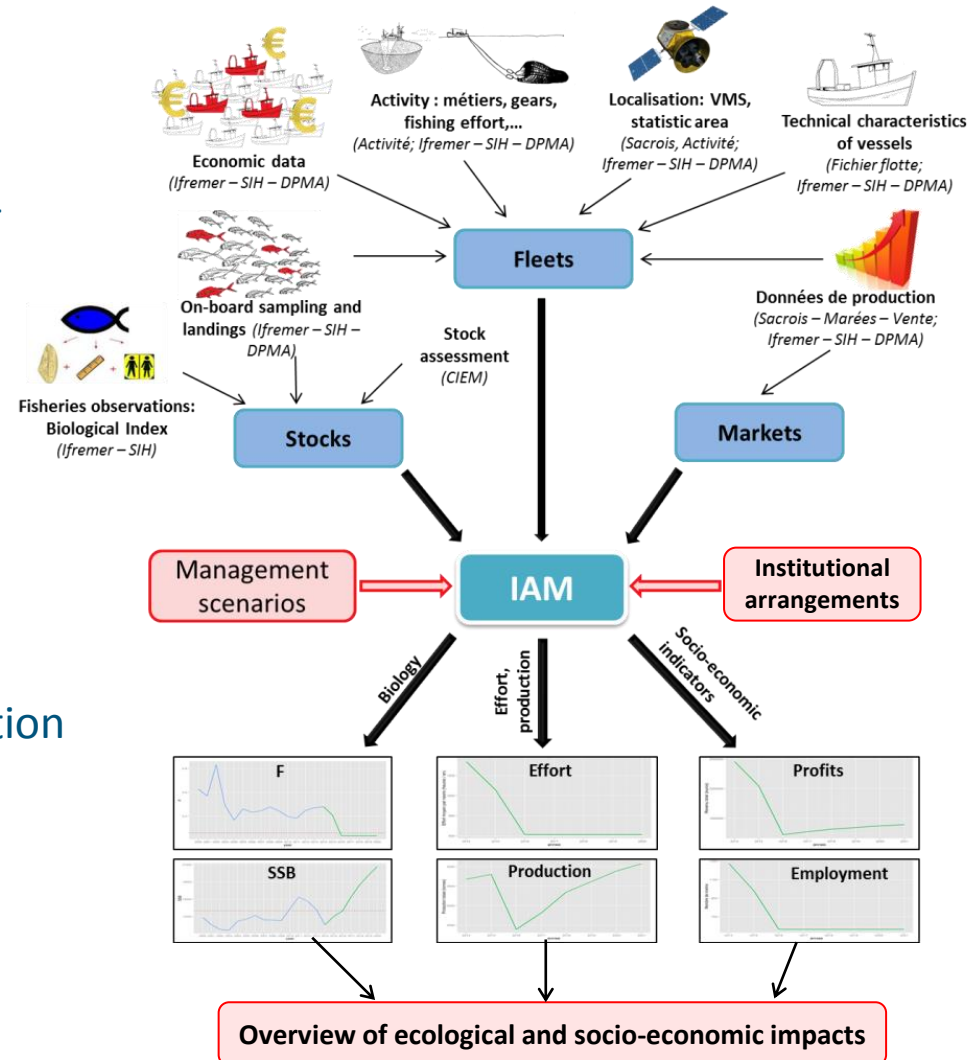 Activity : métiers, gears,
fishing effort,...
(Activité; Ifremer – SIH – DPMA)
Localisation: VMS,
statistic area
(Sacrois, Activité;
Ifremer – SIH – DPMA)
Technical characteristics
of vessels
(Fichier flotte;
Ifremer – SIH – DPMA)
Economic data
(Ifremer – SIH – DPMA)
Fleets
On-board sampling and
landings (Ifremer – SIH –
DPMA)
Stock
assessment
(CIEM)
Données de production
(Sacrois – Marées – Vente;
Ifremer – SIH – DPMA)
Fisheries observations:
Biological Index
(Ifremer – SIH)
Stocks
Markets
Management
scenarios
IAM
Institutional
arrangements
Biology
Effort,
production
Socio-economic
indicators
tion
F
Effort
Profits
SSB
Production
Employment
Overview of ecological and socio-economic impacts